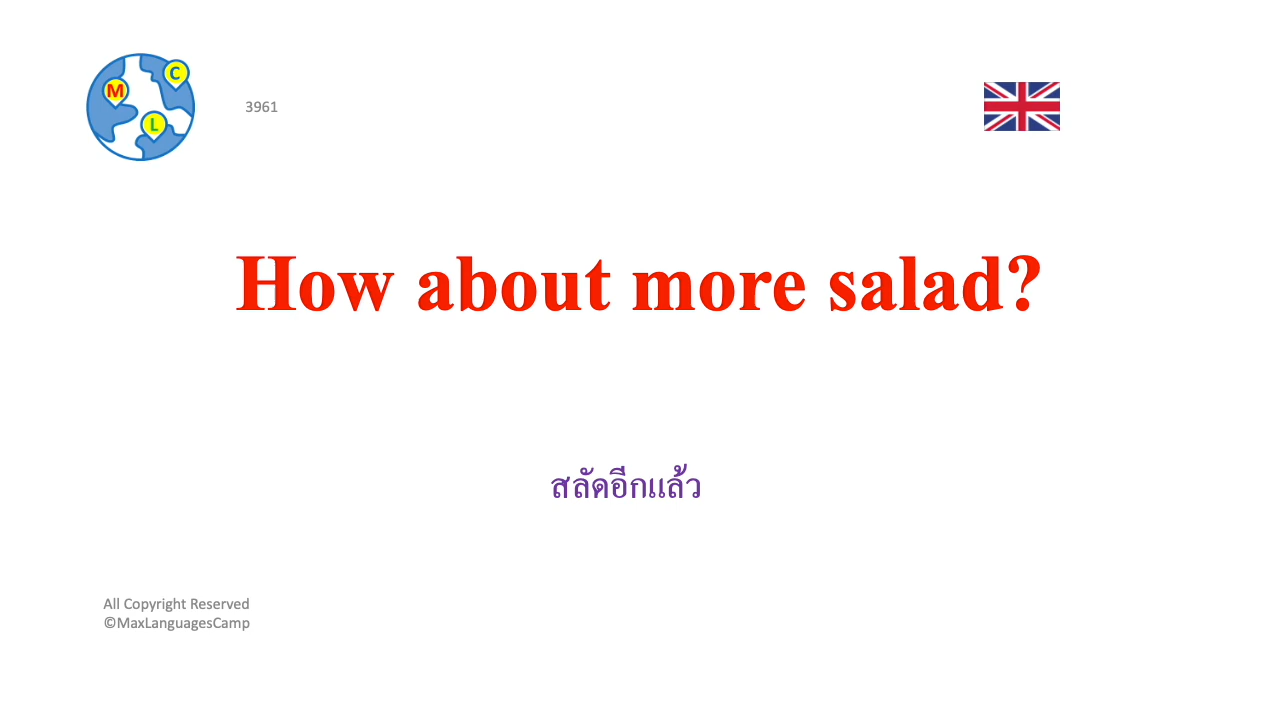 M
C
L
3961
How about more salad?
สลัดอีกแล้ว
All Copyright Reserved
©MaxLanguagesCamp